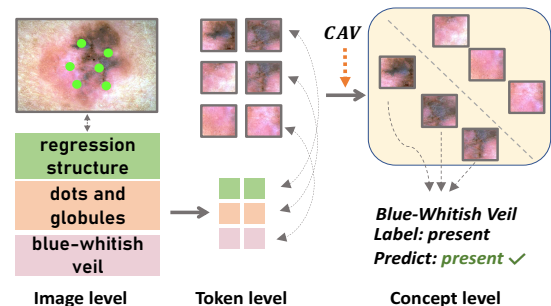 CAV
regression
structure
dots and
globules
blue-whitish
veil
Blue-Whitish Veil
Label: present
Predict: present ✓
Image level
Token level
Concept level